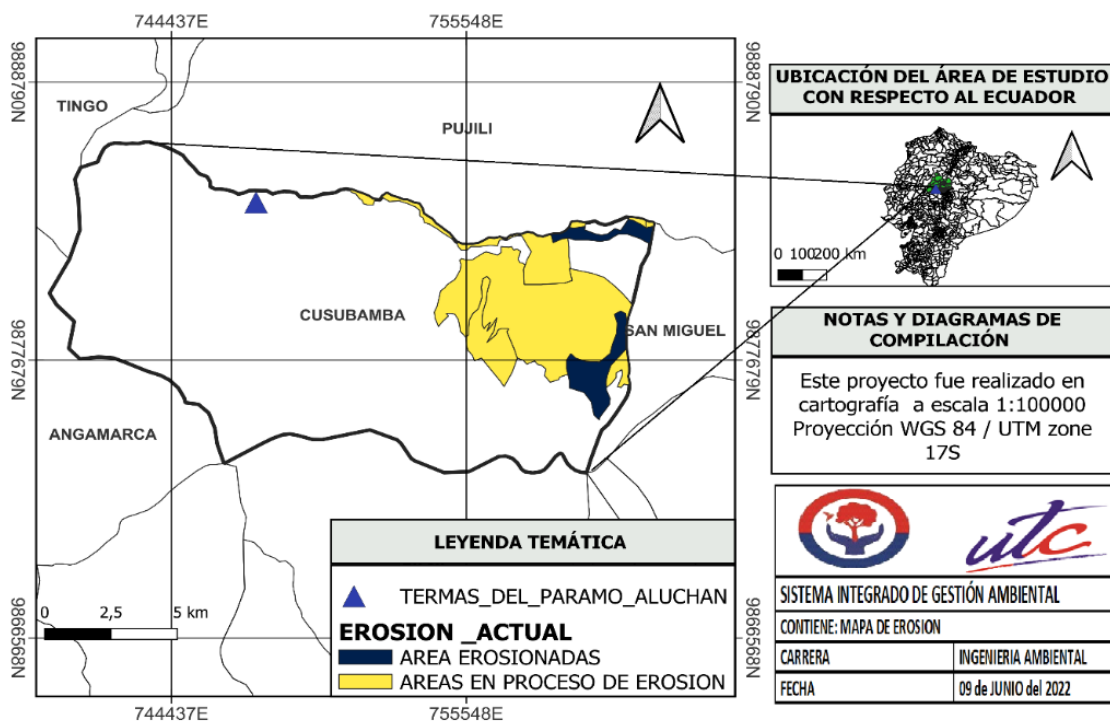 744437E
755548E
9888790N
9888790N
TINGO
PUJILI
CUSUBAMBA
SAN MIGUEL
9877679N
9877679N
ANGAMARCA
LEYENDA TEMÁTICA
TERMAS_DEL_PARAMO_ALUCHAN
EROSION _ACTUAL
AREA EROSIONADAS
AREAS EN PROCESO DE EROSION
0 2,5 5 km
9866568N
9866568N
744437E
755548E
UBICACIÓN DEL ÁREA DE ESTUDIO
CON RESPECTO AL ECUADOR
0 100200 km
NOTAS Y DIAGRAMAS DE
COMPILACIÓN
Este proyecto fue realizado en
cartografía a escala 1:100000
Proyección WGS 84 / UTM zone
17S
utc
SISTEMA INTEGRADO DE GESTIÓN AMBIENTAL
CONTIENE: MAPA DE EROSION
CARRERA INGENIERIA AMBIENTAL
FECHA 09 de JUNIO del 2022